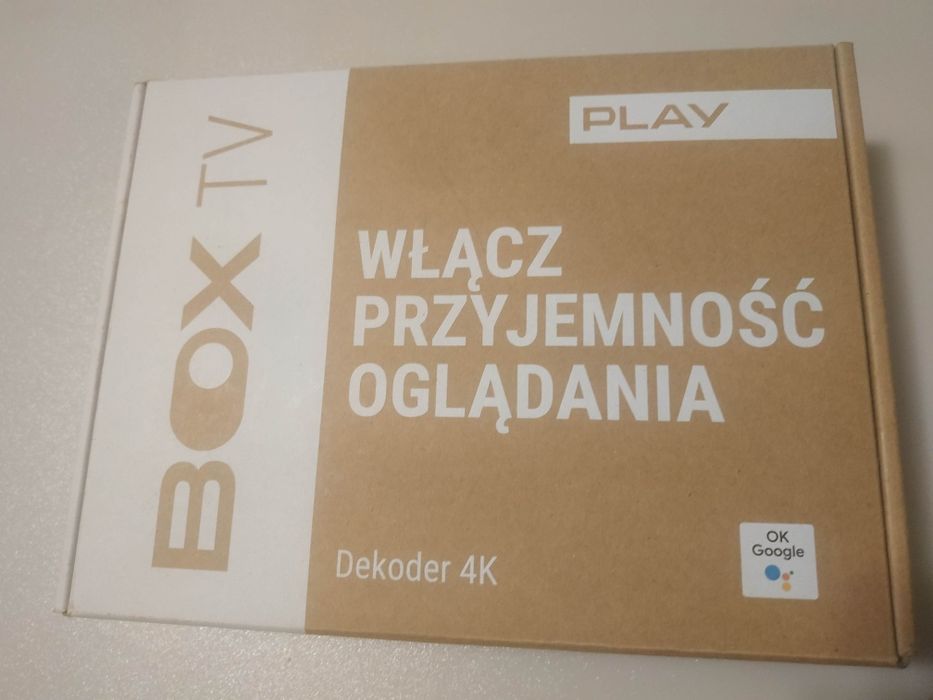 BOX TV
PLAY
WŁĄCZ
PRZYJEMNOŚĆ
OGLĄDANIA
Dekoder 4K
OK
Google